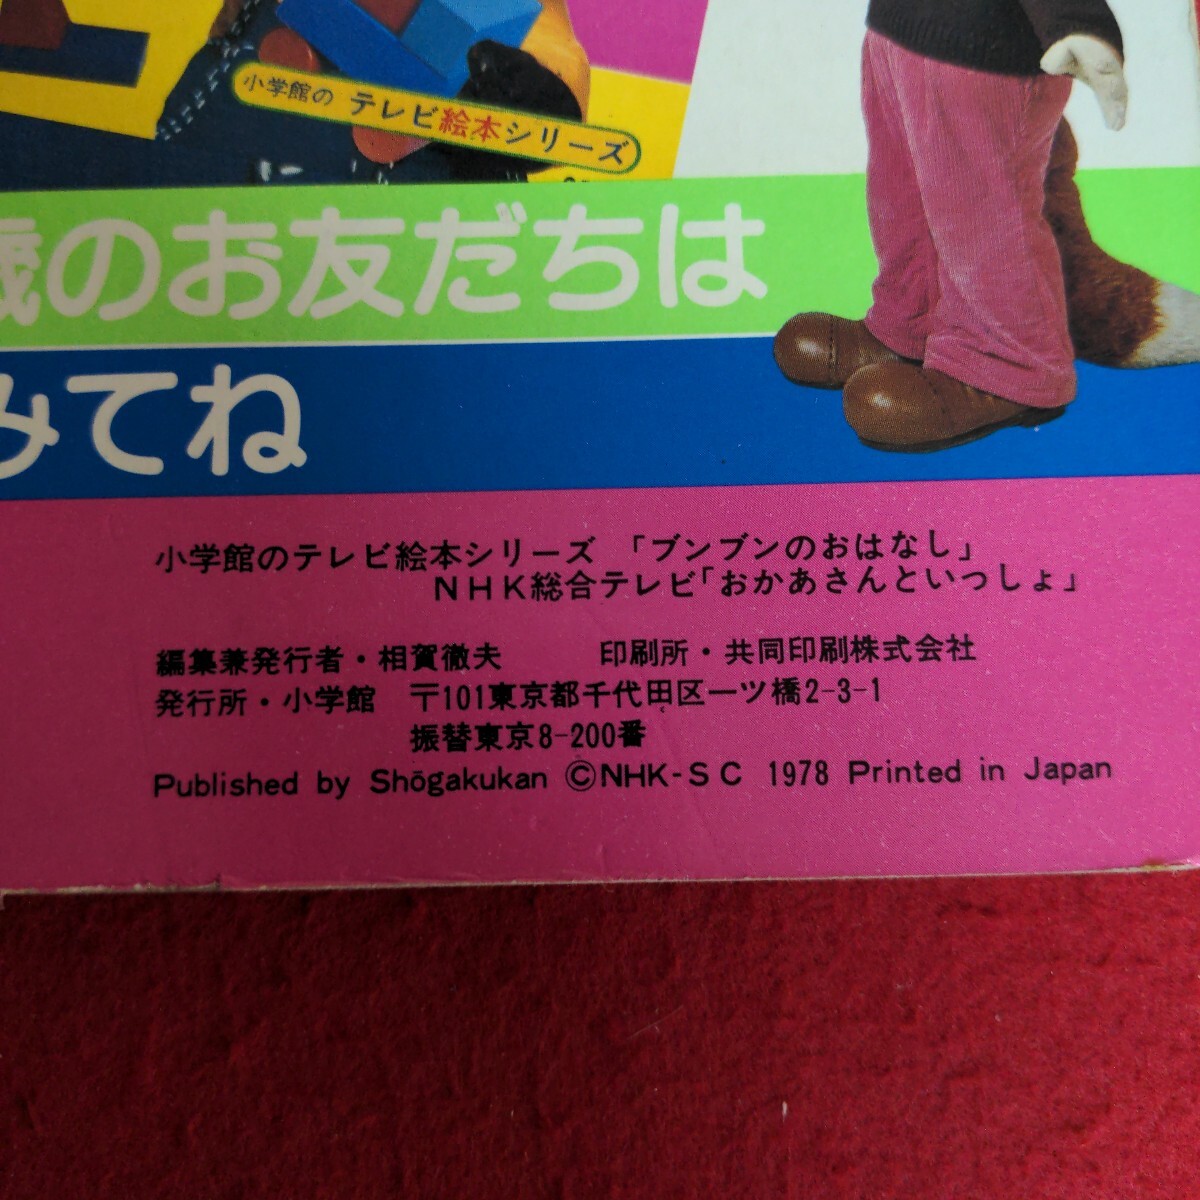 小学館の テレビ絵本シリーズ
歳のお友だちは
みてね
小学館のテレビ絵本シリーズ 「ブンブンのおはなし」
NHK総合テレビ「おかあさんといっしょ」
編集兼発行者・相賀徹夫 印刷所・共同印刷株式会社
発行所・小学館 〒101東京都千代田区一ツ橋2-3-1
振替東京8-200番
Published by Shōgakukan ©NHK-SC 1978 Printed in Japan